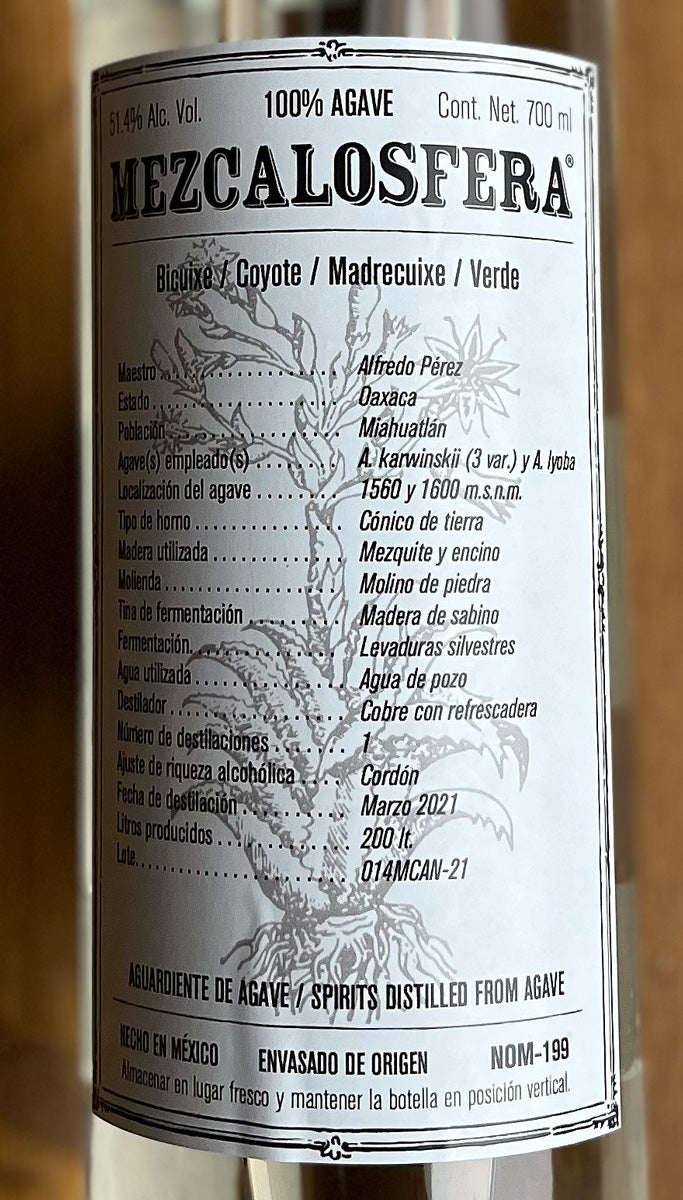 51.4% Alc. Vol. 100% AGAVE Cont. Net. 700 ml
MEZCALOSFERA®
Bicuixe / Coyote / Madrecuixe / Verde
Maestro ........................ Alfredo Pérez
Estado ........................ Oaxaca
Población ........................ Miahuatlán
Agave(s) empleado(s) ............ A. karwinskii (3 var.) y A. lyoba
Localización del agave ............ 1560 y 1600 m.s.n.m.
Tipo de horno .................... Cónico de tierra
Madera utilizada .................. Mezquite y encino
Molienda ........................ Molino de piedra
Tina de fermentación ............ Madera de sabino
Fermentación ...................... Levaduras silvestres
Agua utilizada .................... Agua de pozo
Destilador ........................ Cobre con refrescadera
Número de destilaciones ........ 1
Ajuste de riqueza alcohólica .... Cordón
Fecha de destilación ............ Marzo 2021
Litros producidos ................ 200 lt.
Lote ............................ 014MCAN-21
AGUARDIENTE DE AGAVE / SPIRITS DISTILLED FROM AGAVE
HECHO EN MÉXICO ENVASADO DE ORIGEN NOM-199
Almacenar en lugar fresco y mantener la botella en posición vertical.